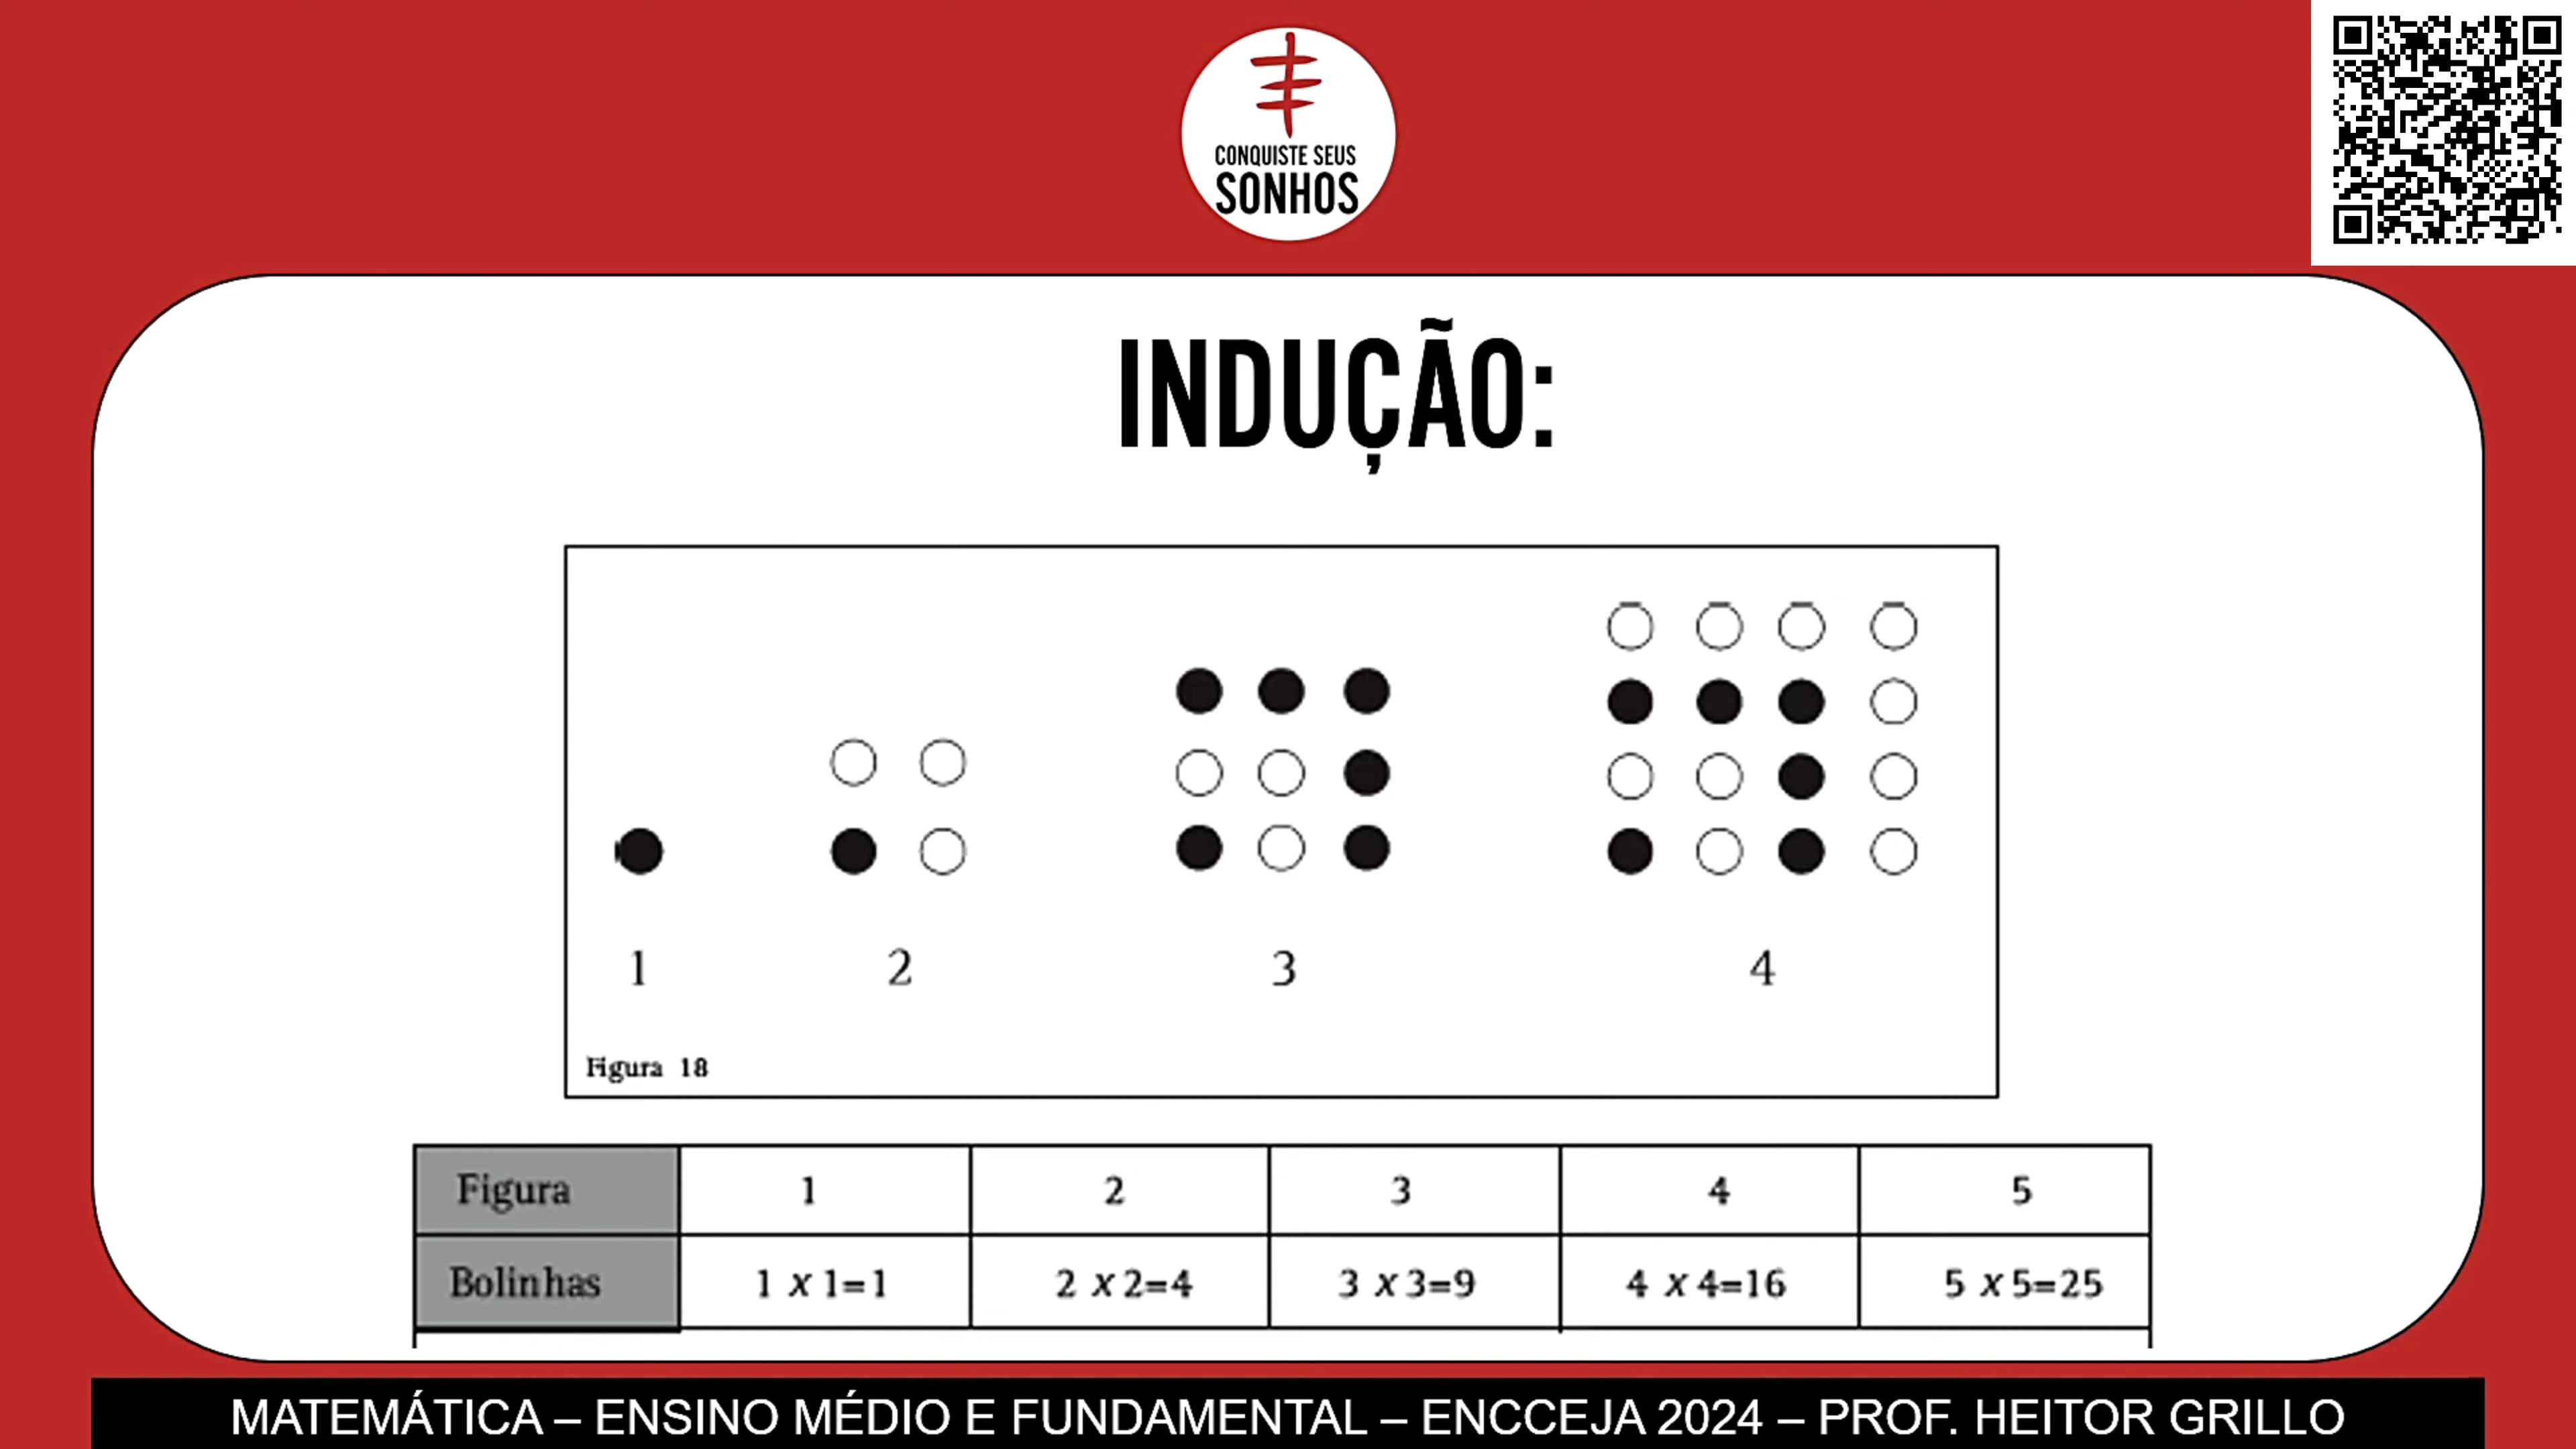 CONQUISTE SEUS
SONHOS
INDUÇÃO:
1 2 3 4
Figura 18
Figura 1 2 3 4 5
Bolinhas 1 x 1=1 2 x 2=4 3 x 3=9 4 x 4=16 5 x 5=25
MATEMÁTICA – ENSINO MÉDIO E FUNDAMENTAL – ENCCEJA 2024 – PROF. HEITOR GRILLO